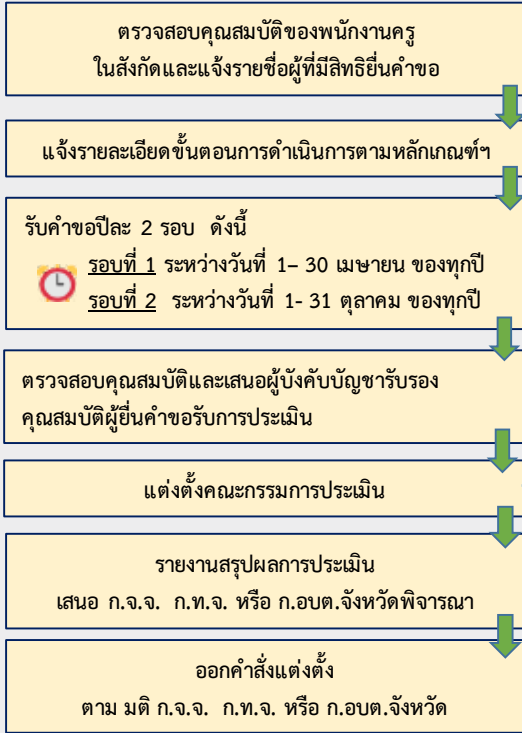 ตรวจสอบคุณสมบัติของพนักงานครู
ในสังกัดและแจ้งรายชื่อผู้ที่มีสิทธิยื่นคำขอ
แจ้งรายละเอียดขั้นตอนการดำเนินการตามหลักเกณฑ์ฯ
รับคำขอปีละ 2 รอบ ดังนี้
รอบที่ 1 ระหว่างวันที่ 1– 30 เมษายน ของทุกปี
รอบที่ 2 ระหว่างวันที่ 1- 31 ตุลาคม ของทุกปี
ตรวจสอบคุณสมบัติและเสนอผู้บังคับบัญชารับรอง
คุณสมบัติผู้ยื่นคำขอรับการประเมิน
แต่งตั้งคณะกรรมการประเมิน
รายงานสรุปผลการประเมิน
เสนอ ก.จ.จ. ก.ท.จ. หรือ ก.อบต.จังหวัดพิจารณา
ออกคำสั่งแต่งตั้ง
ตาม มติ ก.จ.จ. ก.ท.จ. หรือ ก.อบต.จังหวัด